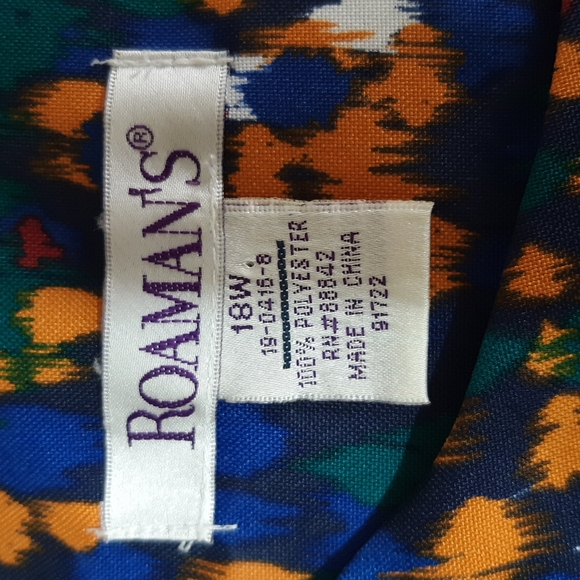 ROAMAN'S®
18W
19-0416-8
100% POLYESTER
RN#88842
MADE IN CHINA
91722